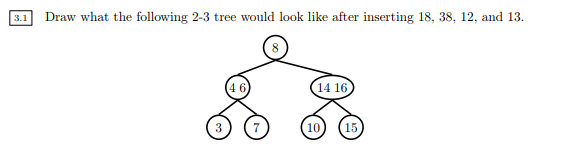 3.1 Draw what the following 2-3 tree would look like after inserting 18, 38, 12, and 13.
8
4 6 14 16
3 7 10 15